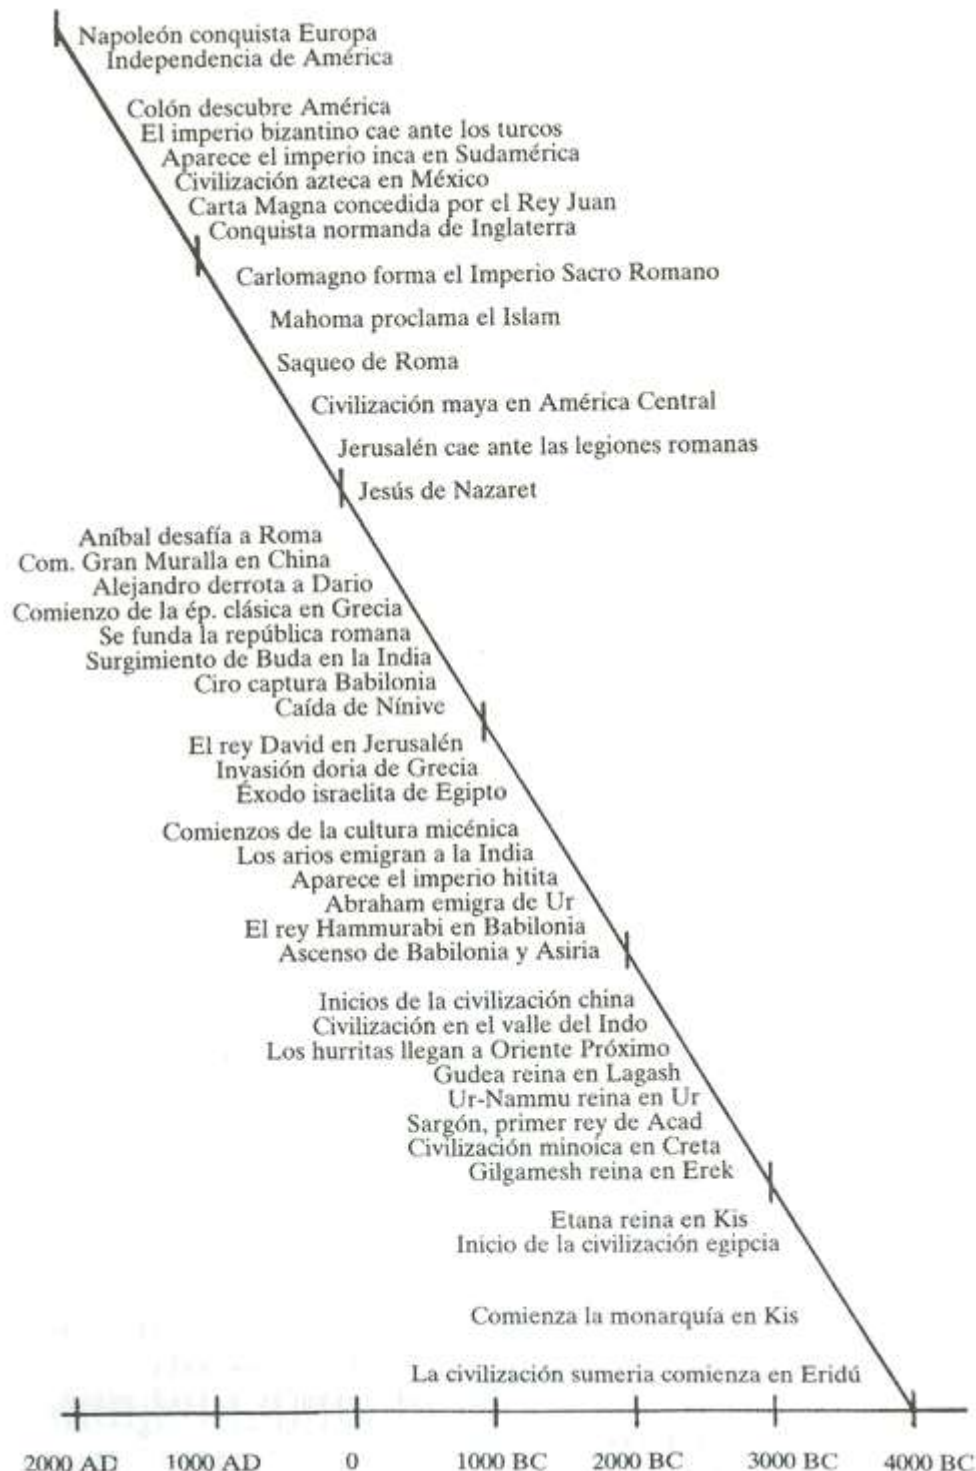 Napoleón conquista Europa
Independencia de América
Colón descubre América
El imperio bizantino cae ante los turcos
Aparece el imperio inca en Sudamérica
Civilización azteca en México
Carta Magna concedida por el Rey Juan
Conquista normanda de Inglaterra
Carlomagno forma el Imperio Sacro Romano
Mahoma proclama el Islam
Saqueo de Roma
Civilización maya en América Central
Jerusalén cae ante las legiones romanas
Jesús de Nazaret
Aníbal desafía a Roma
Com. Gran Muralla en China
Alejandro derrota a Dario
Comienzo de la ép. clásica en Grecia
Se funda la república romana
Surgimiento de Buda en la India
Ciro captura Babilonia
Caída de Nínive
El rey David en Jerusalén
Invasión doria de Grecia
Éxodo israelita de Egipto
Comienzos de la cultura micénica
Los arios emigran a la India
Aparece el imperio hitita
Abraham emigra de Ur
El rey Hammurabi en Babilonia
Ascenso de Babilonia y Asiria
Inicios de la civilización china
Civilización en el valle del Indo
Los hurritas llegan a Oriente Próximo
Gudea reina en Lagash
Ur-Nammu reina en Ur
Sargón, primer rey de Acad
Civilización minoica en Creta
Gilgamesh reina en Erek
Etana reina en Kis
Inicio de la civilización egipcia
Comienza la monarquía en Kis
La civilización sumeria comienza en Eridú
2000 AD 1000 AD 0 1000 BC 2000 BC 3000 BC 4000 BC